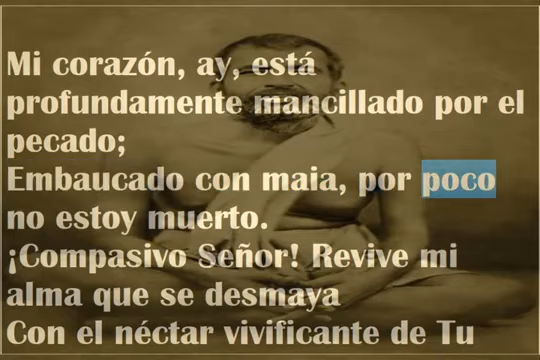 Mi corazón, ay, está
profundamente mancillado por el
pecado;
Embaucado con maia, por poco
no estoy muerto.
¡Compasivo Señor! Revive mi
alma que se desmaya
Con el néctar vivificante de Tu